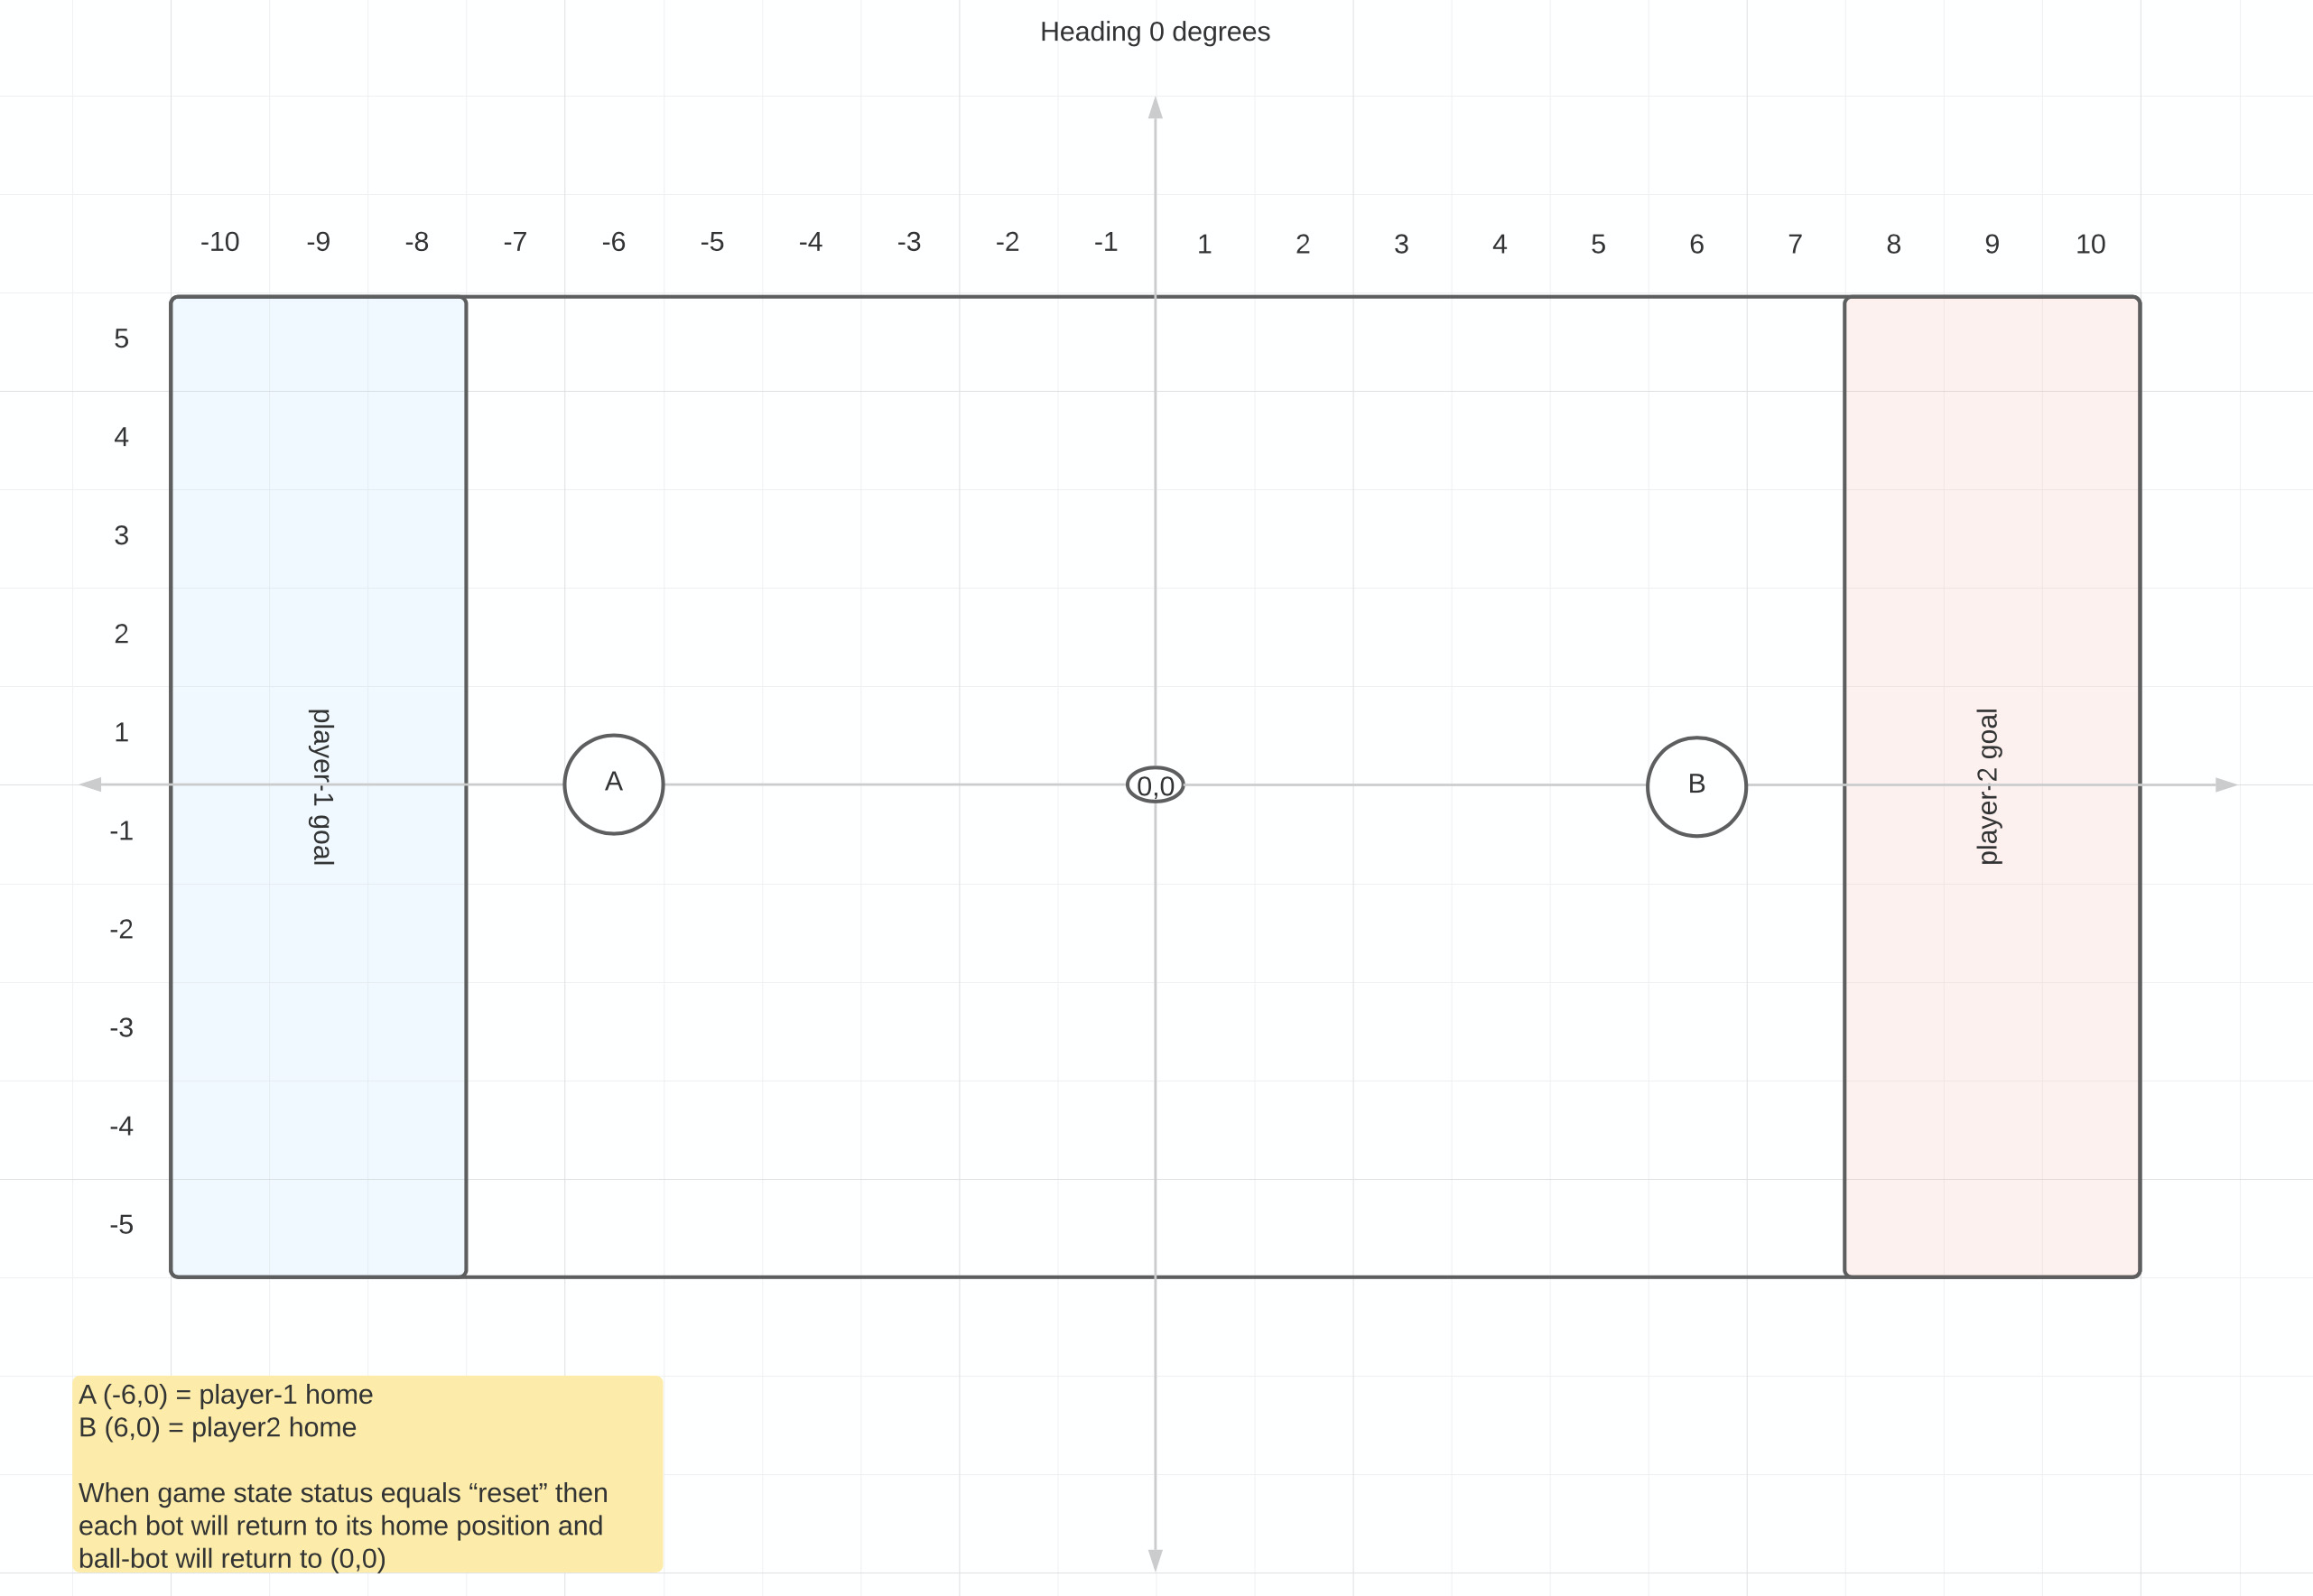 Heading 0 degrees
-10 -9 -8 -7 -6 -5 -4 -3 -2 -1 1 2 3 4 5 6 7 8 9 10
5
4
3
2
1
-1
-2
-3
-4
-5
player-1 goal
A
0,0
B
player-2 goal
A (-6,0) = player-1 home
B (6,0) = player2 home
When game state status equals “reset” then
each bot will return to its home position and
ball-bot will return to (0,0)